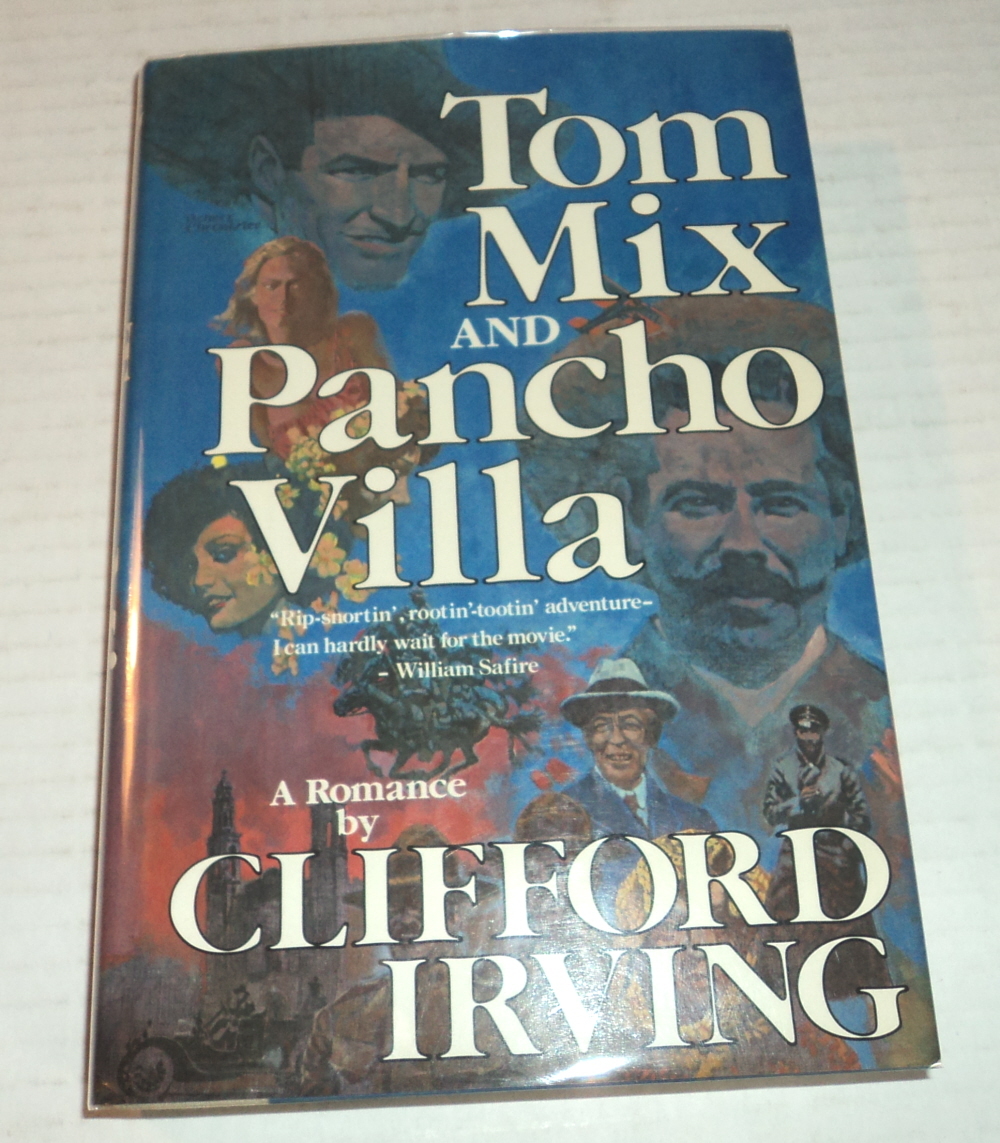 Tom
Mix
AND
Pancho
Villa
"Rip-snortin', rootin'-tootin' adventure–
I can hardly wait for the movie."
– William Safire
A Romance
by
CLIFFORD
IRVING